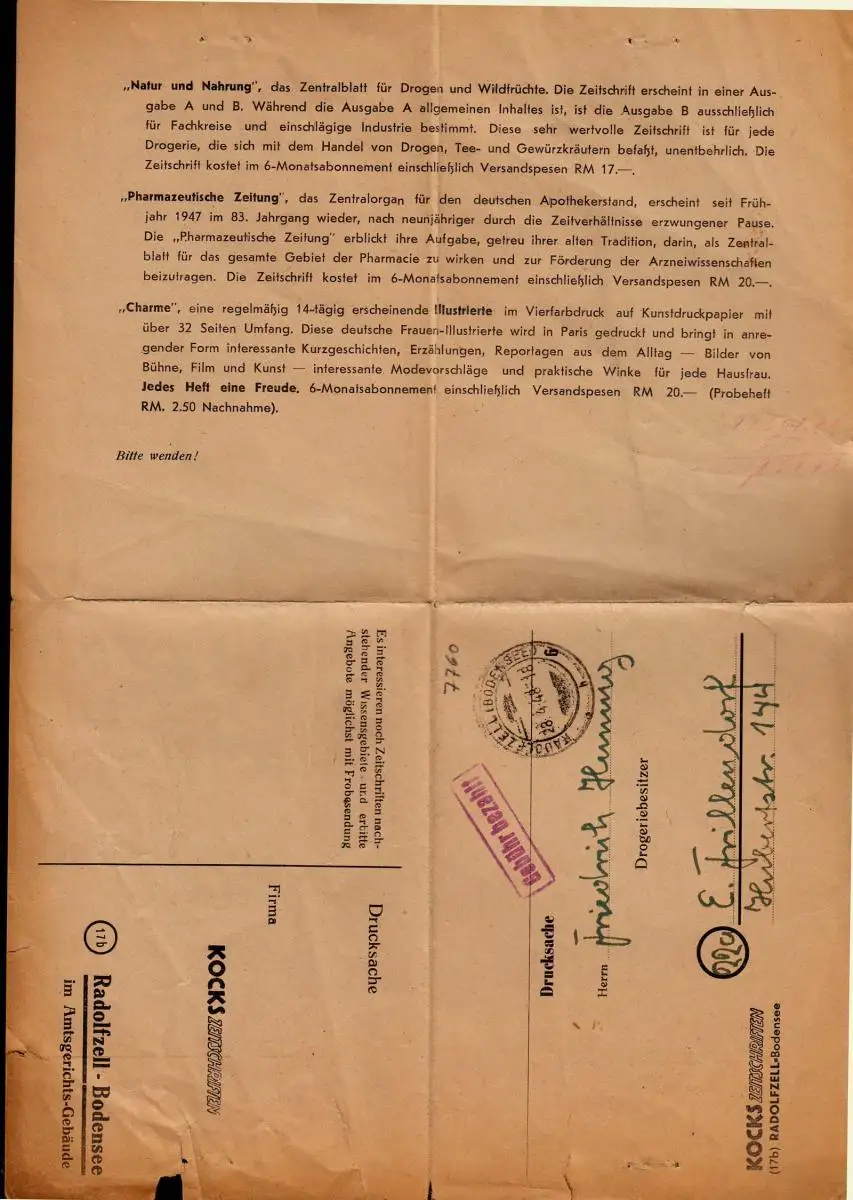 „Natur und Nahrung", das Zentralblatt für Drogen und Wildfrüchte. Die Zeitschrift erscheint in einer Aus-
gabe A und B. Während die Ausgabe A allgemeinen Inhaltes ist, ist die Ausgabe B ausschließlich
für Fachkreise und einschlägige Industrie bestimmt. Diese sehr wertvolle Zeitschrift ist für jede
Drogerie, die sich mit dem Handel von Drogen, Tee- und Gewürzkräutern befaßt, unentbehrlich. Die
Zeitschrift kostet im 6-Monatsabonnement einschließlich Versandspesen RM 17.—.
„Pharmazeutische Zeitung", das Zentralorgan für den deutschen Apothekerstand, erscheint seit Früh-
jahr 1947 im 83. Jahrgang wieder, nach neunjähriger durch die Zeitverhältnisse erzwungener Pause.
Die „Pharmazeutische Zeitung" erblickt ihre Aufgabe, getreu ihrer alten Tradition, darin, als Zentral-
blatt für das gesamte Gebiet der Pharmacie zu wirken und zur Förderung der Arzneiwissenschaften
beizutragen. Die Zeitschrift kostet im 6-Monatsabonnement einschließlich Versandspesen RM 20.—.
„Charme", eine regelmäßig 14-tägig erscheinende Illustrierte im Vierfarbdruck auf Kunstdruckpapier mit
über 32 Seiten Umfang. Diese deutsche Frauen-Illustrierte wird in Paris gedruckt und bringt in anre-
gender Form interessante Kurzgeschichten, Erzählungen, Reportagen aus dem Alltag — Bilder von
Bühne, Film und Kunst — interessante Modevorschläge und praktische Winke für jede Hausfrau.
Jedes Heft eine Freude. 6-Monatsabonnement einschließlich Versandspesen RM 20.— (Probeheft
RM. 2.50 Nachnahme).
Bitte wenden!
Es interessieren noch Zeitschriften nach-
stehender Wissensgebiete und erbitte
Angebote möglichst mit Probesendung
Drucksache
Firma
KOCKS ZEITSCHRIFTEN
17b
Radolfzell - Bodensee
im Amtsgerichts-Gebäude
RADOLFZELL (BODENSEE)
28.4.48
Gebühr bezahlt
Drucksache
Herrn Friedrich
Drogeriebesitzer
22a E. Frillendorf
Hubertstr. 144
KOCKS ZEITSCHRIFTEN
(17b) RADOLFZELL-Bodensee